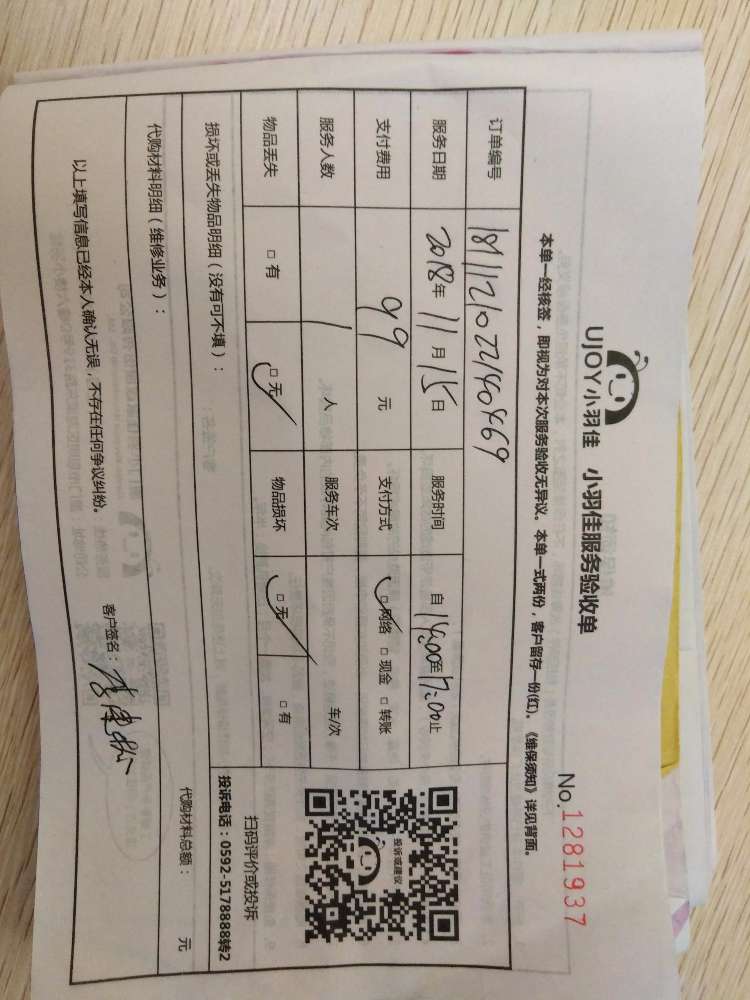 UJOY小羽佳 小羽佳服务验收单
No.1281937
本单一经核签，即视为对本次服务验收无异议。本单一式两份，客户留存一份(红)。《维保须知》详见背面。
订单编号 1811121022140469
服务日期 2018年 11月 15日 服务时间 自 14:00至17:00止
支付费用 99 元 支付方式 □网络 □现金 □转账
服务人数 1 人 服务车次 车/次
物品丢失 □有 □无 物品损坏 □无 □有
投诉或建议
扫码评价或投诉
损坏或丢失物品明细（没有可不填）：
投诉电话：0592-5178888转2
代购材料明细（维修业务）：
代购材料总额： 元
以上填写信息已经本人确认无误，不存在任何争议纠纷。
客户签名：